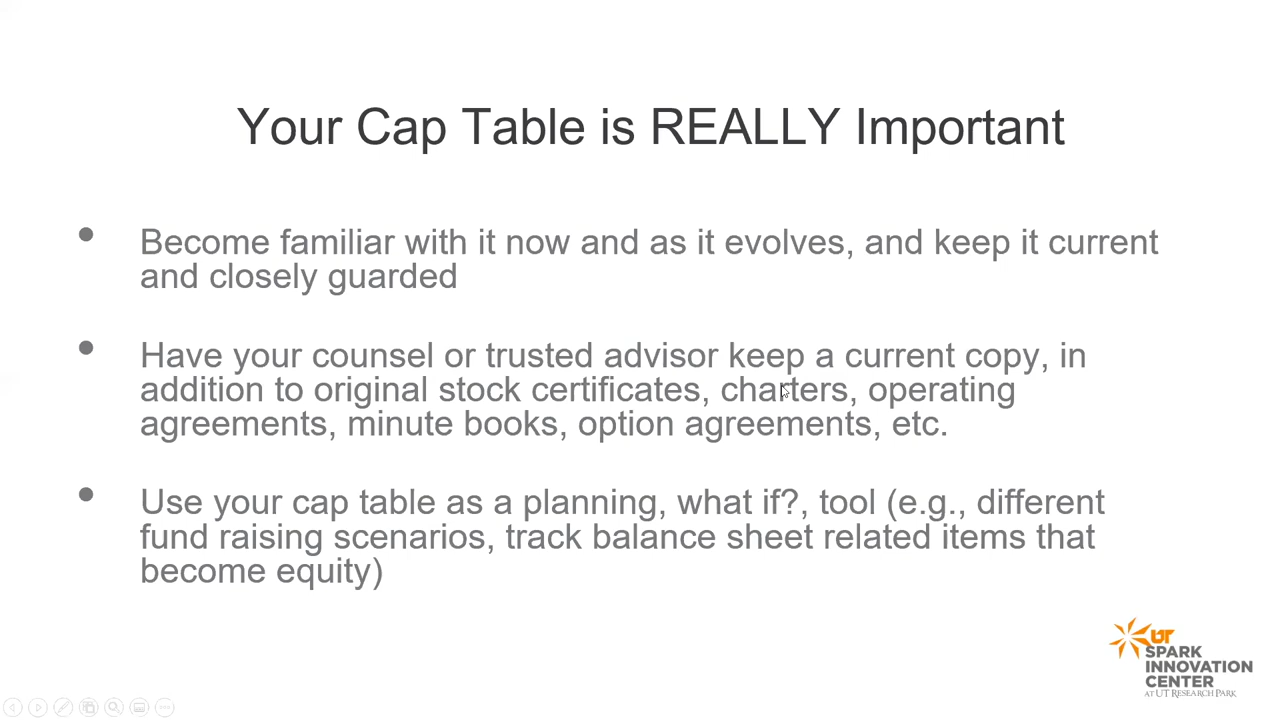 Your Cap Table is REALLY Important
• Become familiar with it now and as it evolves, and keep it current
and closely guarded
• Have your counsel or trusted advisor keep a current copy, in
addition to original stock certificates, charters, operating
agreements, minute books, option agreements, etc.
• Use your cap table as a planning, what if?, tool (e.g., different
fund raising scenarios, track balance sheet related items that
become equity)
UT
SPARK
INNOVATION
CENTER
AT UT RESEARCH PARK